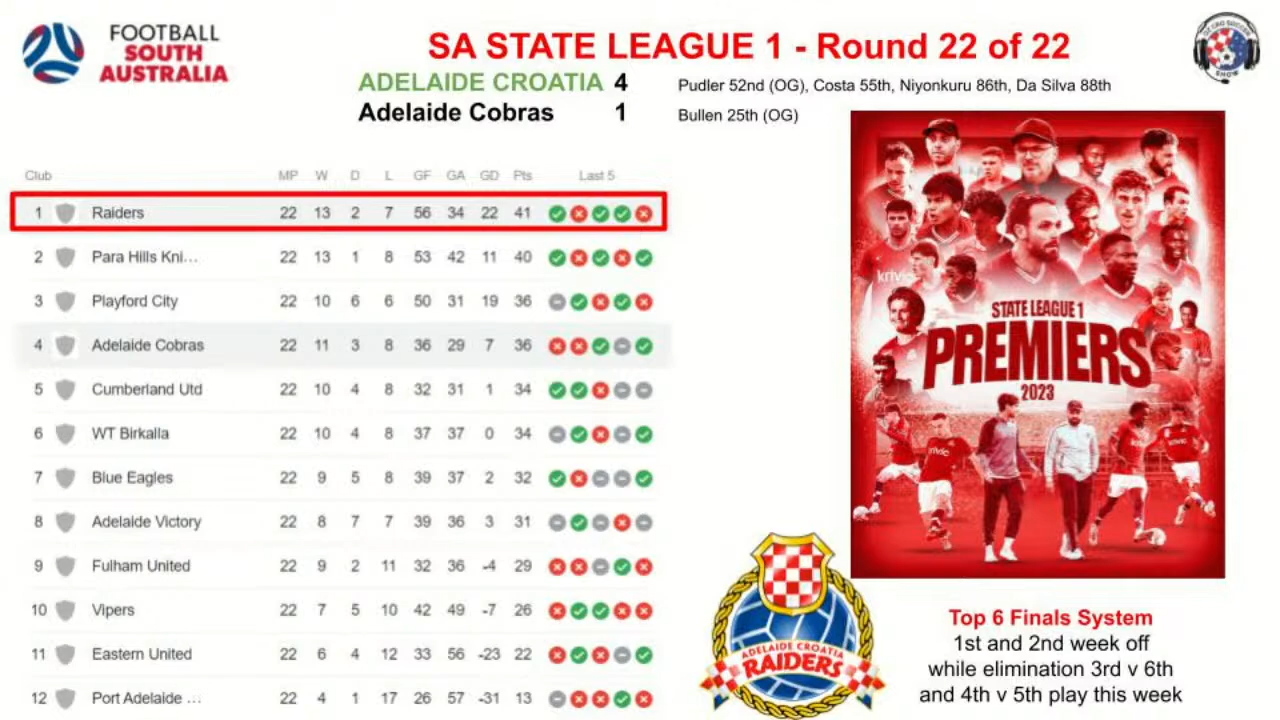 FOOTBALL
SOUTH
AUSTRALIA
SA STATE LEAGUE 1 - Round 22 of 22
ADELAIDE CROATIA 4 Pudler 52nd (OG), Costa 55th, Niyonkuru 86th, Da Silva 88th
Adelaide Cobras 1 Bullen 25th (OG)
SHOW
Club MP W D L GF GA GD Pts Last 5
1 Raiders 22 13 2 7 56 34 22 41
2 Para Hills Kni... 22 13 1 8 53 42 11 40
3 Playford City 22 10 6 6 50 31 19 36
4 Adelaide Cobras 22 11 3 8 36 29 7 36
5 Cumberland Utd 22 10 4 8 32 31 1 34
6 WT Birkalla 22 10 4 8 37 37 0 34
7 Blue Eagles 22 9 5 8 39 37 2 32
8 Adelaide Victory 22 8 7 7 39 36 3 31
9 Fulham United 22 9 2 11 32 36 -4 29
10 Vipers 22 7 5 10 42 49 -7 26
11 Eastern United 22 6 4 12 33 56 -23 22
12 Port Adelaide ... 22 4 1 17 26 57 -31 13
krivic
STATE LEAGUE 1
PREMIERS
2023
krivic
krivic
ADELAIDE CROATIA
RAIDERS
Top 6 Finals System
1st and 2nd week off
while elimination 3rd v 6th
and 4th v 5th play this week